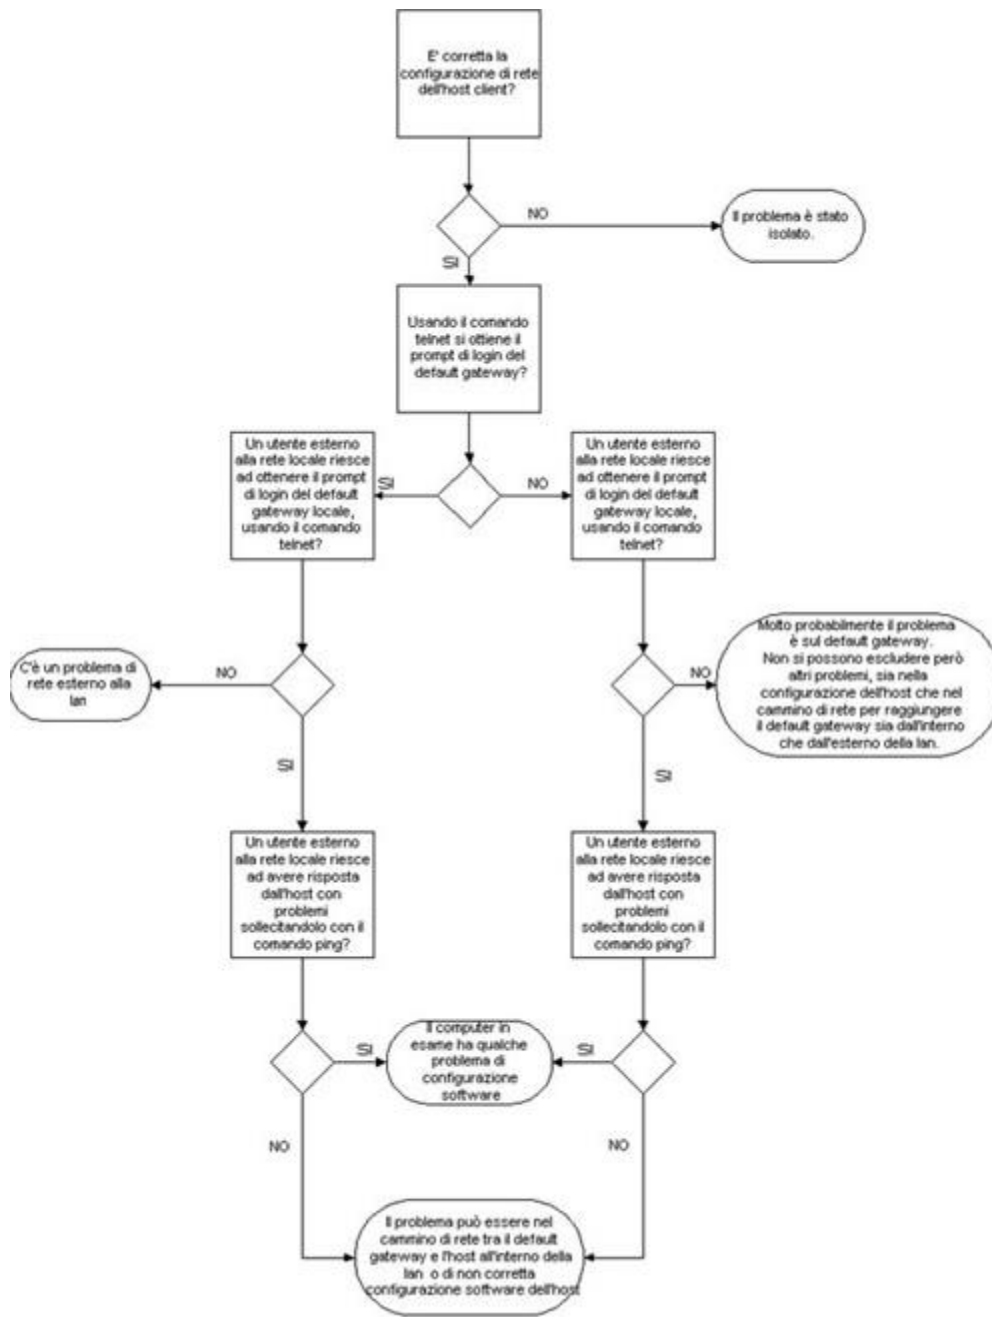 E' corretta la
configurazione di rete
dell'host client?
NO
Il problema è stato
isolato.
SI
Usando il comando
telnet si ottiene il
prompt di login del
default gateway?
Un utente esterno
alla rete locale riesce
ad ottenere il prompt
di login del default
gateway locale,
usando il comando
telnet?
SI
NO
Un utente esterno
alla rete locale riesce
ad ottenere il prompt
di login del default
gateway locale,
usando il comando
telnet?
C'è un problema di
rete esterno alla
lan
NO
NO
Molto probabilmente il problema
è sul default gateway.
Non si possono escludere però
altri problemi, sia nella
configurazione dell'host che nel
cammino di rete per raggiungere
il default gateway sia dall'interno
che dall'esterno della lan.
SI
SI
Un utente esterno
alla rete locale riesce
ad avere risposta
dall'host con
problemi
sollecitandolo con il
comando ping?
Un utente esterno
alla rete locale riesce
ad avere risposta
dall'host con
problemi
sollecitandolo con il
comando ping?
SI
Il computer in
esame ha qualche
problema di
configurazione
software
SI
NO
NO
Il problema può essere nel
cammino di rete tra il default
gateway e l'host all'interno della
lan o di non corretta
configurazione software dell'host